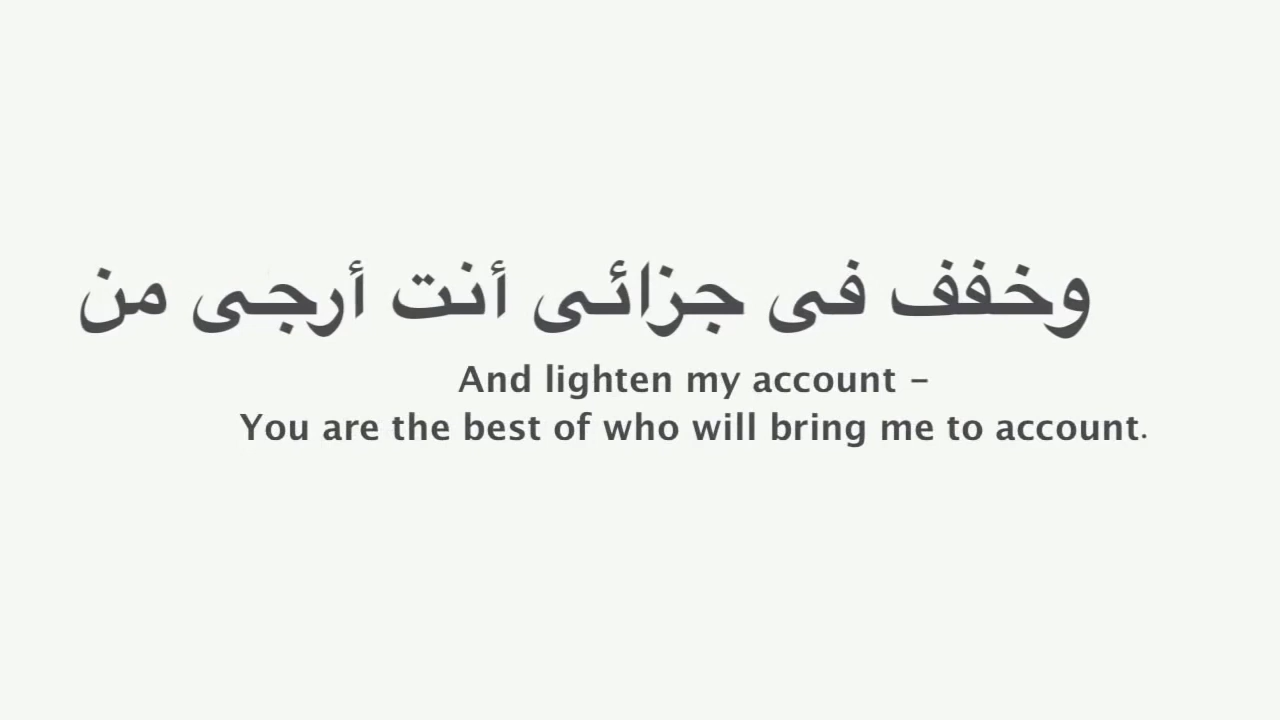 وخفف فى جزائى أنت أرجى من
And lighten my account –
You are the best of who will bring me to account.